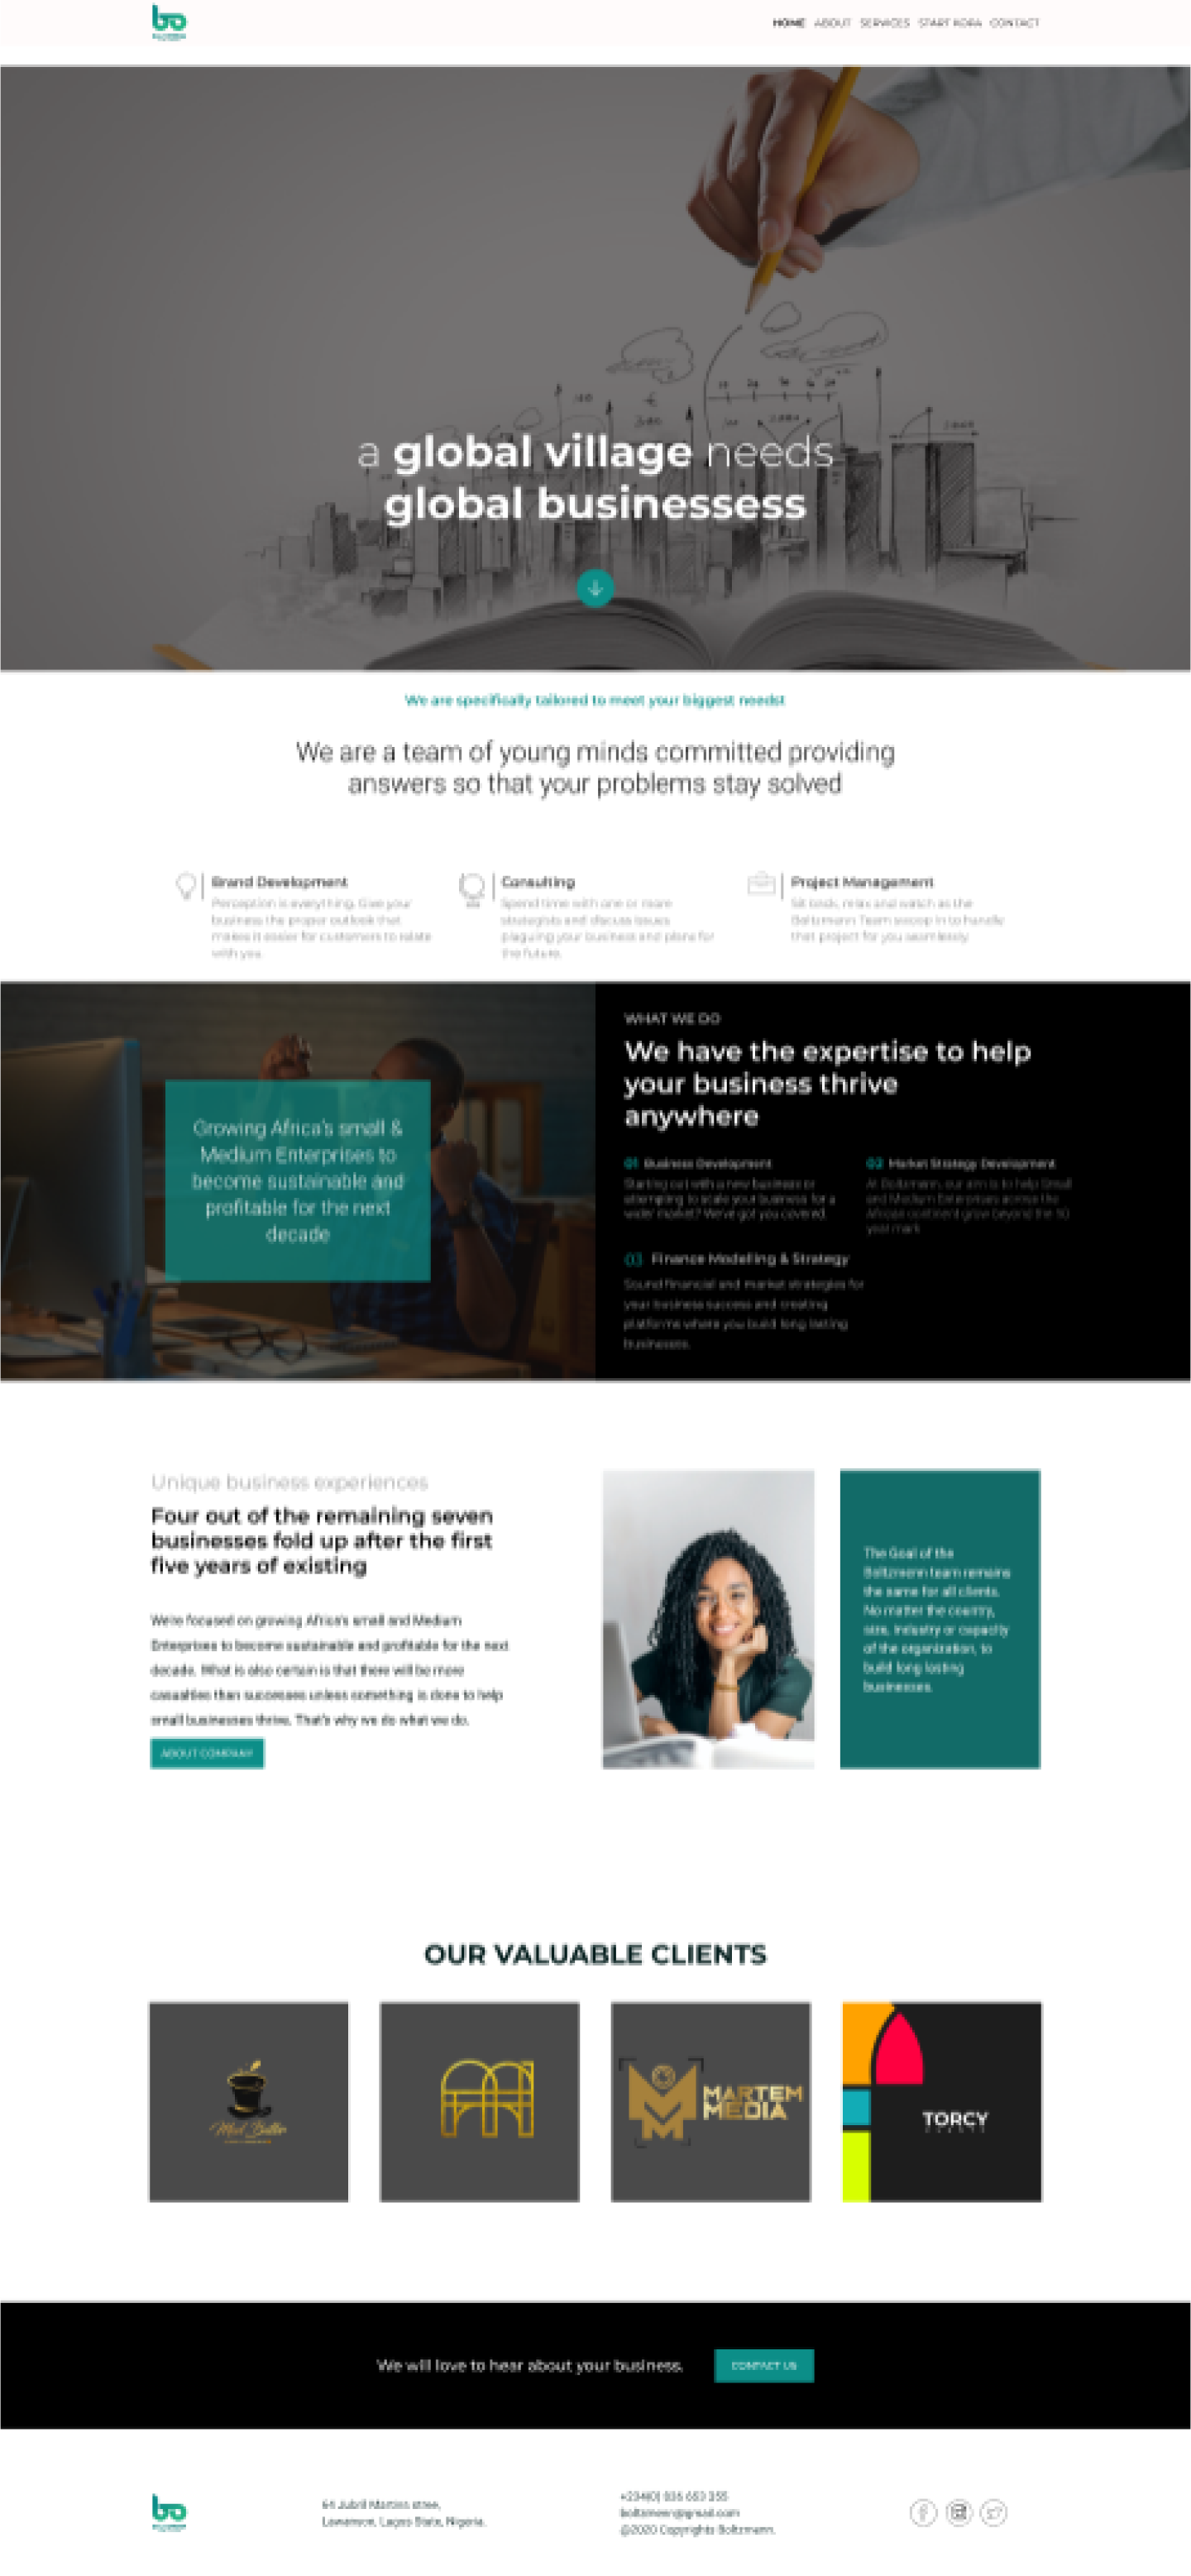 HOME ABOUT SERVICES START KORA CONTACT
a global village needs
global businessess
We are specifically tailored to meet your biggest needs!
We are a team of young minds committed providing
answers so that your problems stay solved
Brand Development
Perception is everything. Give your
business the proper outlook that
makes it easier for customers to relate
with you.
Consulting
Spend time with one or more
strategists and discuss issues
plaguing your business and plans for
the future.
Project Management
Sit back, relax and watch as the
Boltzmann Team swoop in to handle
that project for you seamlessly
Growing Africa's small &
Medium Enterprises to
become sustainable and
profitable for the next
decade
WHAT WE DO
We have the expertise to help
your business thrive
anywhere
01 Business Development
Starting out with a new business or
attempting to scale your business for a
wider market? We've got you covered.
02 Market Strategy Development
At Boltzmann, our aim is to help Small
and Medium Enterprises across the
African continent grow beyond the 10
year mark
03 Finance Modelling & Strategy
Sound financial and market strategies for
your business success and creating
platforms where you build long lasting
businesses.
Unique business experiences
Four out of the remaining seven
businesses fold up after the first
five years of existing
We're focused on growing Africa's small and Medium
Enterprises to become sustainable and profitable for the next
decade. What is also certain is that there will be more
casualties than successes unless something is done to help
small businesses thrive. That's why we do what we do.
ABOUT COMPANY
The Goal of the
Boltzmann team remains
the same for all clients.
No matter the country,
size, industry or capacity
of the organization, to
build long lasting
businesses.
OUR VALUABLE CLIENTS
MARTEM
MEDIA
TORCY
We will love to hear about your business.
CONTACT US
64 Jubril Martins
Lawanson, Lagos State, Nigeria.
@2020 Copyrights Boltzmann.